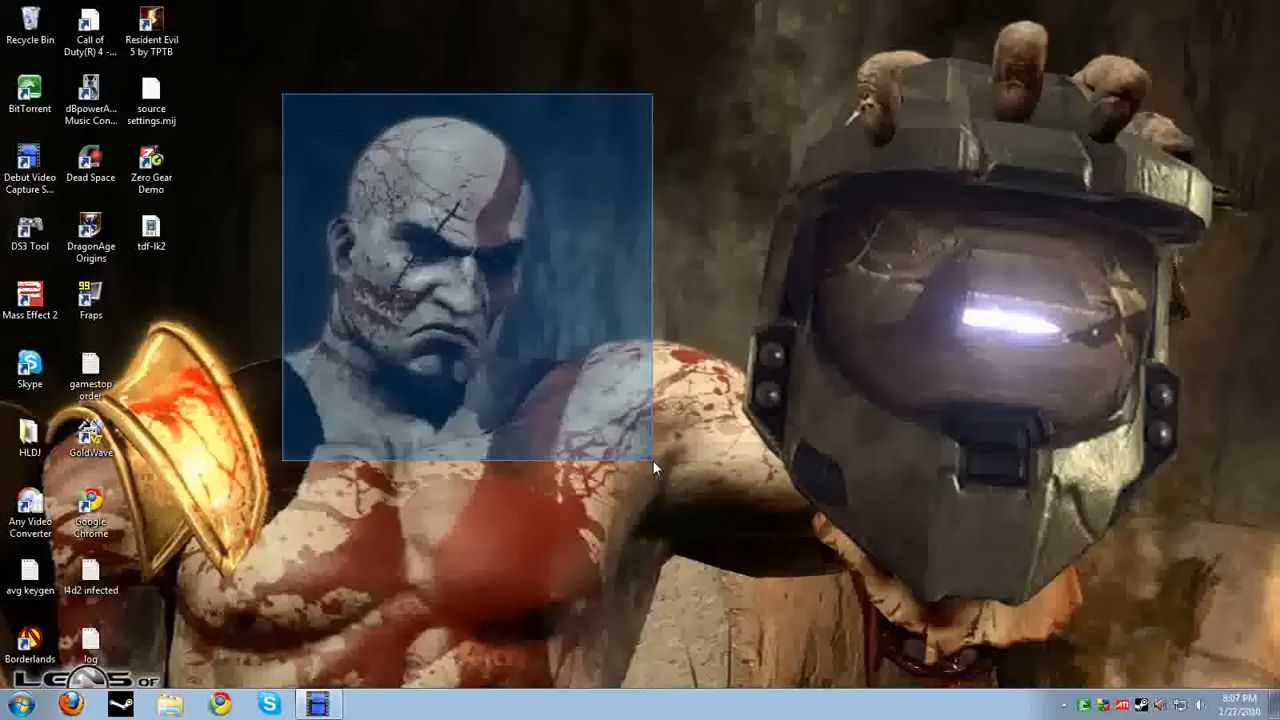 Recycle Bin
Call of
Duty(R) 4 -...
Resident Evil
5 by TPTB
BitTorrent
dBpowerA...
Music Con...
source
settings.mij
Debut Video
Capture S...
Dead Space
Zero Gear
Demo
DS3 Tool
DragonAge
Origins
tdf-lk2
Mass Effect 2
99
Fraps
Skype
gamestop
order
HLDJ
GoldWave
Any Video
Converter
Google
Chrome
avg keygen
l4d2 infected
Borderlands
log
OF
8:07 PM
1/27/2010